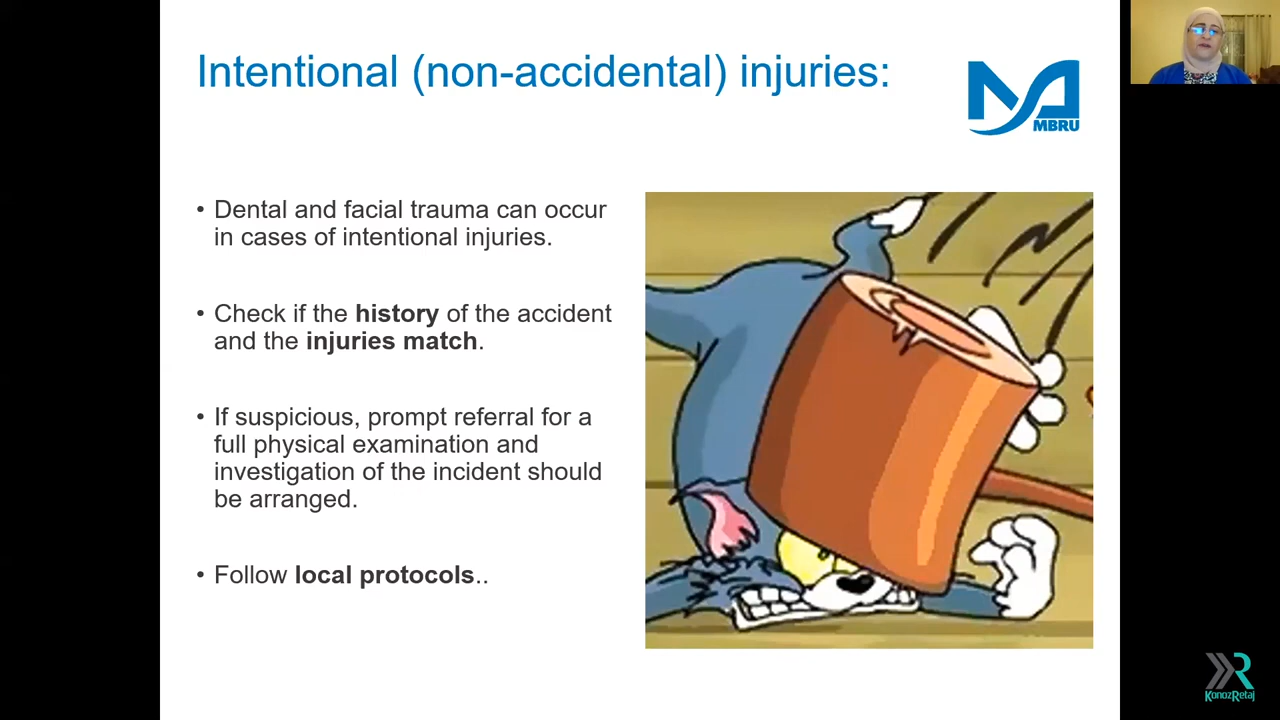 Intentional (non-accidental) injuries:
MBRU
• Dental and facial trauma can occur
in cases of intentional injuries.
• Check if the history of the accident
and the injuries match.
• If suspicious, prompt referral for a
full physical examination and
investigation of the incident should
be arranged.
• Follow local protocols..
KonozRetaj